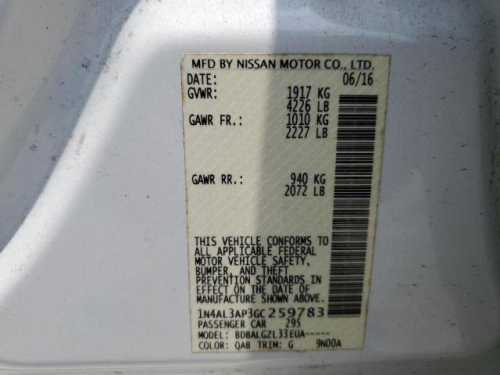 MFD BY NISSAN MOTOR CO., LTD.
DATE: 06/16
GVWR: 1917 KG
4226 LB
GAWR FR.: 1010 KG
2227 LB
GAWR RR.: 940 KG
2072 LB
THIS VEHICLE CONFORMS TO
ALL APPLICABLE FEDERAL
MOTOR VEHICLE SAFETY,
BUMPER, AND THEFT
PREVENTION STANDARDS IN
EFFECT ON THE DATE OF
MANUFACTURE SHOWN ABOVE.
1N4AL3AP3GC259783
PASSENGER CAR 295
MODEL: BDBALGZL33EUA-----
COLOR: QAB TRIM: G 9N00A